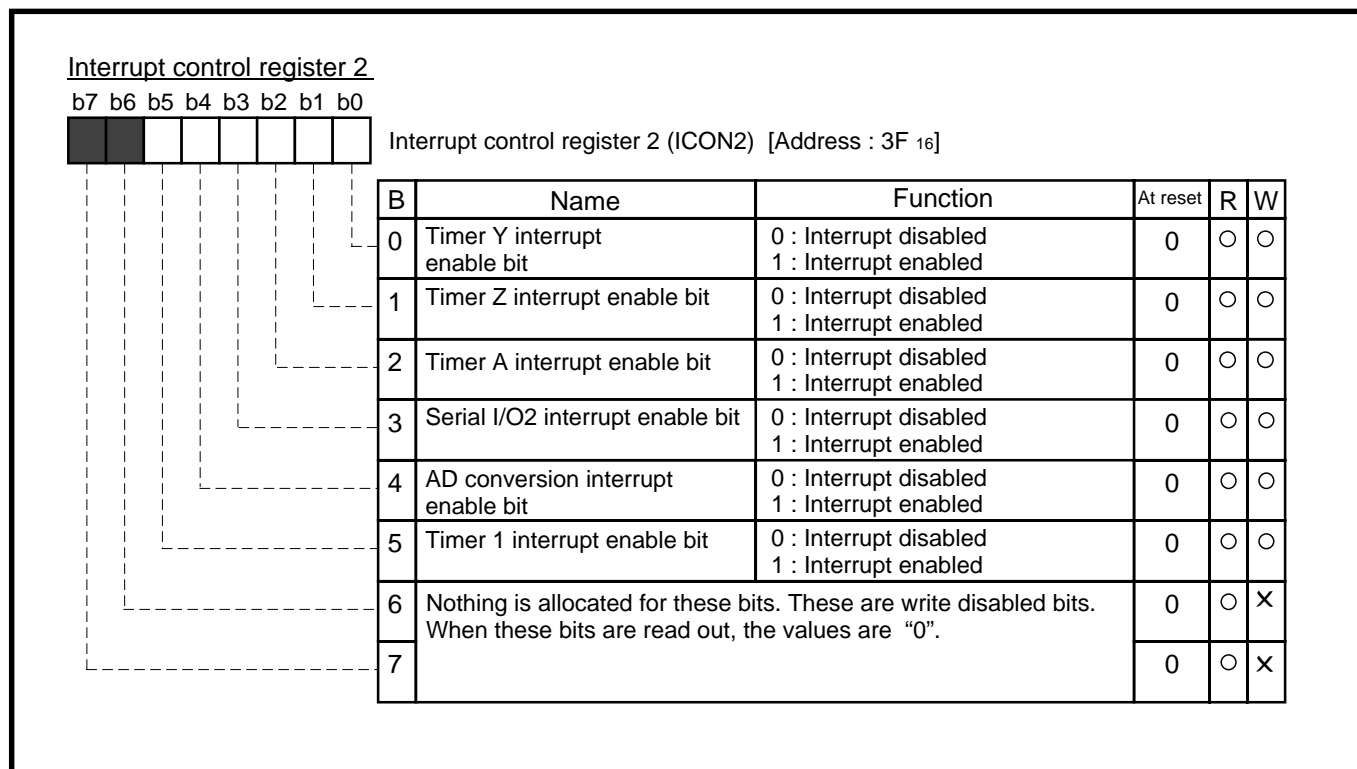 Interrupt control register 2
b7 b6 b5 b4 b3 b2 b1 b0
Interrupt control register 2 (ICON2) [Address : 3F 16]
B Name Function At reset R W
0 Timer Y interrupt enable bit 0 : Interrupt disabled 0 ○ ○
1 : Interrupt enabled
1 Timer Z interrupt enable bit 0 : Interrupt disabled 0 ○ ○
1 : Interrupt enabled
2 Timer A interrupt enable bit 0 : Interrupt disabled 0 ○ ○
1 : Interrupt enabled
3 Serial I/O2 interrupt enable bit 0 : Interrupt disabled 0 ○ ○
1 : Interrupt enabled
4 AD conversion interrupt enable bit 0 : Interrupt disabled 0 ○ ○
1 : Interrupt enabled
5 Timer 1 interrupt enable bit 0 : Interrupt disabled 0 ○ ○
1 : Interrupt enabled
6 Nothing is allocated for these bits. These are write disabled bits. 0 ○ ×
When these bits are read out, the values are “0”.
7 0 ○ ×